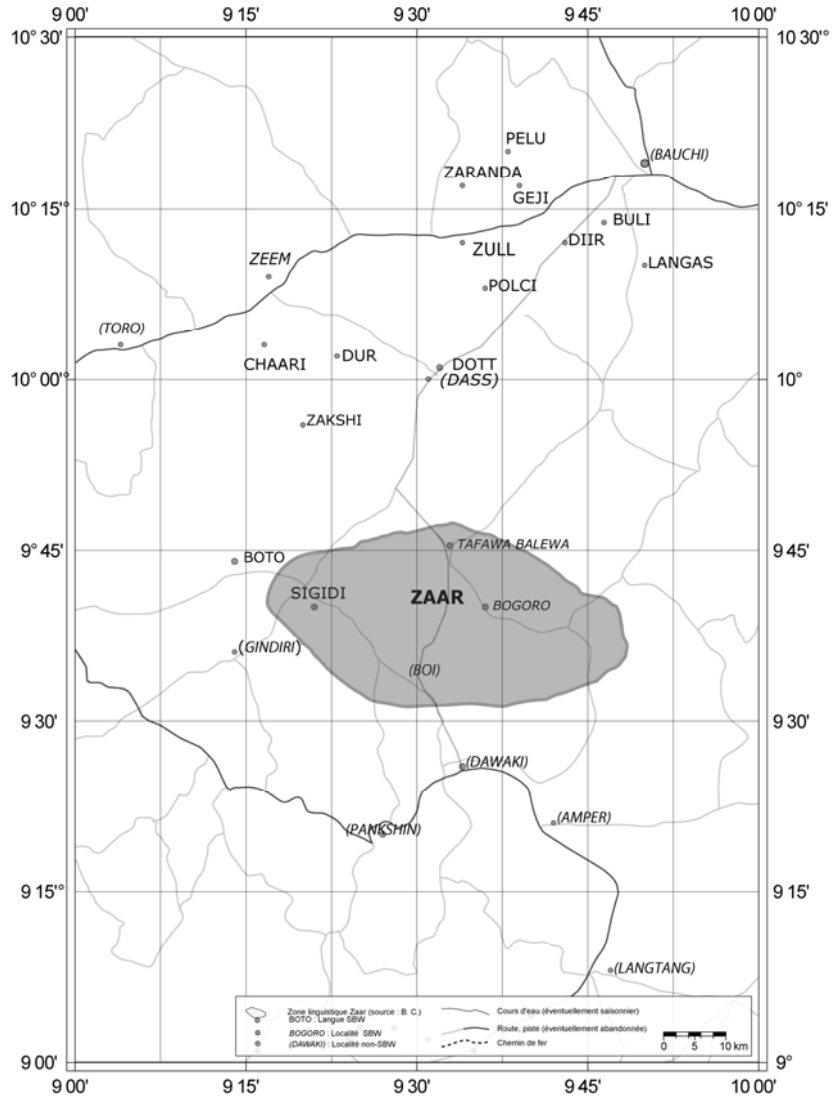 9 00' 9 15' 9 30' 9 45' 10 00'
10° 30' 10 30'°
PELU
(BAUCHI)
ZARANDA
GEJI
10° 15' 10° 15'
BULI
DIIR
ZULL
ZEEM
LANGAS
POLCI
(TORO)
CHAARI
DUR
DOTT
(DASS)
10° 00'° 10°
ZAKSHI
9° 45' 9 45'
TAFAWA BALEWA
BOTO
SIGIDI
ZAAR
BOGORO
(GINDIRI)
(BOI)
9 30' 9 30'
(DAWAKI)
(AMPER)
(PANKSHIN)
9 15'° 9 15'
(LANGTANG)
Zone linguistique Zaar (source : B. C.)
BOTO : Langue SBW
BOGORO : Localité SBW
(DAWAKI) : Localité non-SBW
Cours d'eau (éventuellement saisonnier)
Route, piste (éventuellement abandonnée)
Chemin de fer
0 5 10 km
9 00' 9°
9 00' 9 15' 9 30' 9 45' 10 00'